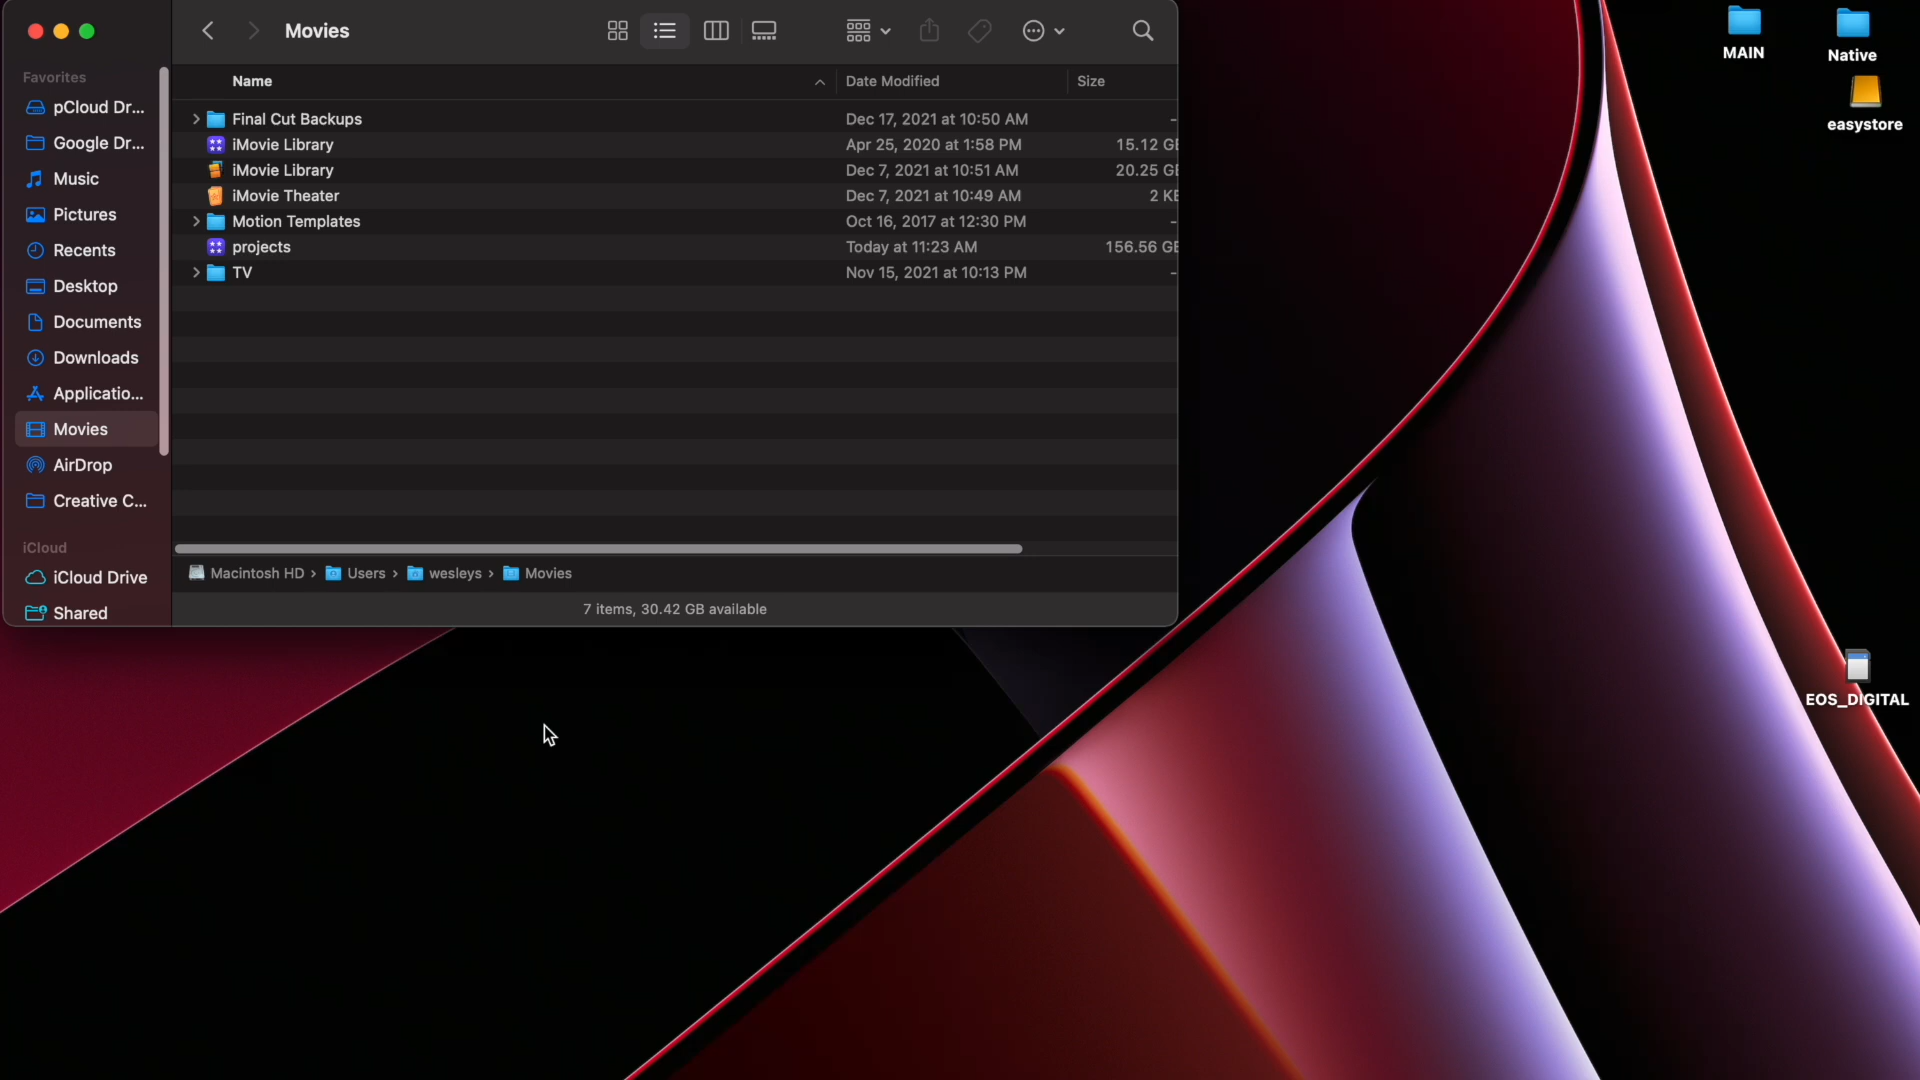 Movies
Favorites
pCloud Dr...
Google Dr...
Music
Pictures
Recents
Desktop
Documents
Downloads
Applicatio...
Movies
AirDrop
Creative C...
iCloud
iCloud Drive
Shared
Name Date Modified Size
Final Cut Backups Dec 17, 2021 at 10:50 AM --
iMovie Library Apr 25, 2020 at 1:58 PM 15.12 GB
iMovie Library Dec 7, 2021 at 10:51 AM 20.25 GB
iMovie Theater Dec 7, 2021 at 10:49 AM 2 KB
Motion Templates Oct 16, 2017 at 12:30 PM --
projects Today at 11:23 AM 156.56 GB
TV Nov 15, 2021 at 10:13 PM --
Macintosh HD › Users › wesleys › Movies
7 items, 30.42 GB available
MAIN
Native
easystore
EOS_DIGITAL